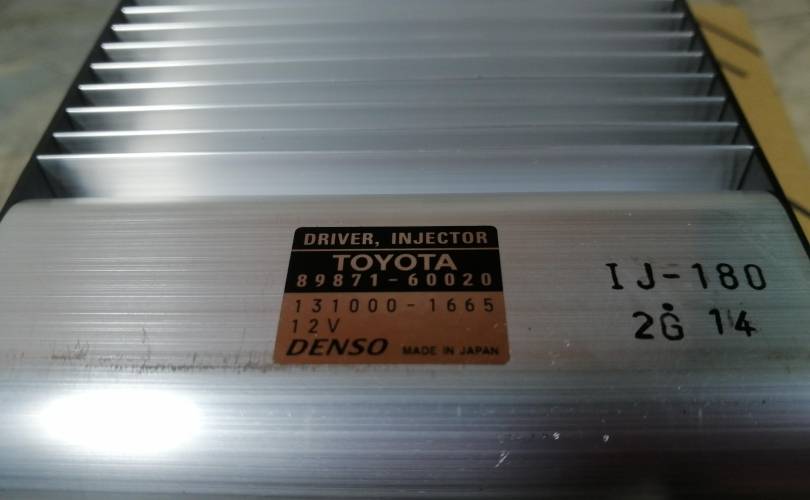 DRIVER, INJECTOR
TOYOTA
89871-60020
131000-1665
12V
DENSO MADE IN JAPAN
IJ-180
2G 14